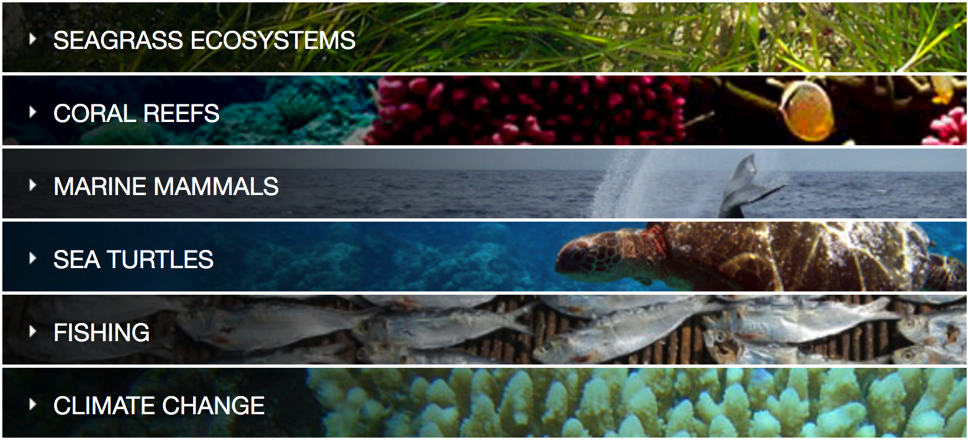 SEAGRASS ECOSYSTEMS
CORAL REEFS
MARINE MAMMALS
SEA TURTLES
FISHING
CLIMATE CHANGE